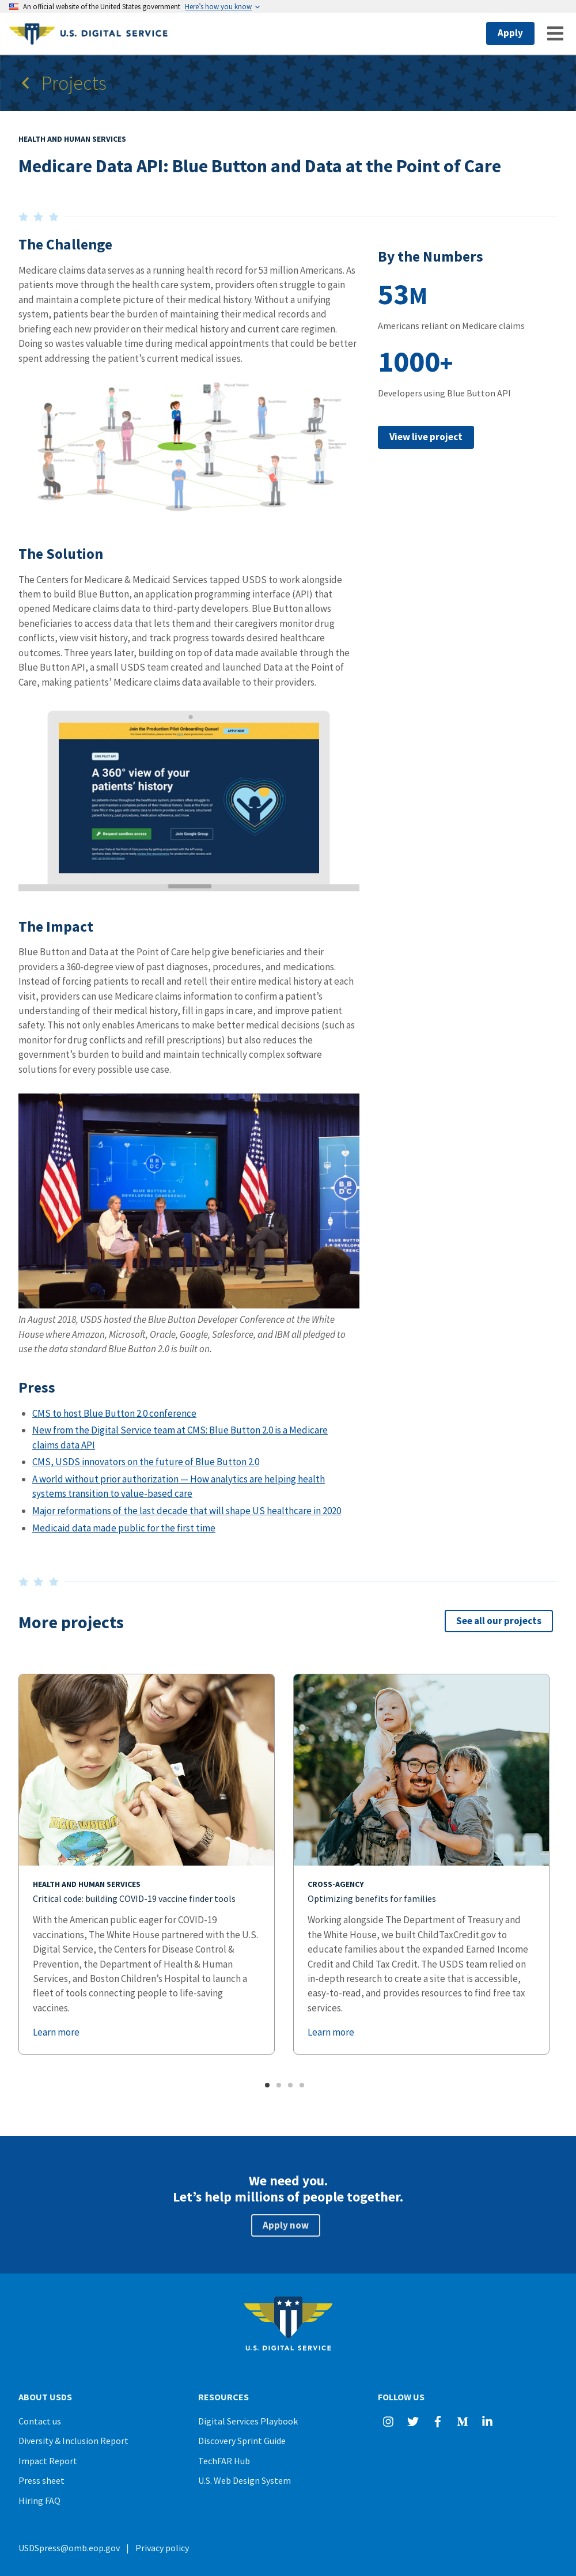 An official website of the United States government Here's how you know
U.S. DIGITAL SERVICE
Apply
Projects
HEALTH AND HUMAN SERVICES
Medicare Data API: Blue Button and Data at the Point of Care
The Challenge
Medicare claims data serves as a running health record for 53 million Americans. As
patients move through the health care system, providers often struggle to gain
and maintain a complete picture of their medical history. Without a unifying
system, patients bear the burden of maintaining their medical records and
briefing each new provider on their medical history and current care regimen.
Doing so wastes valuable time during medical appointments that could be better
spent addressing the patient’s current medical issues.
By the Numbers
53M
Americans reliant on Medicare claims
1000+
Developers using Blue Button API
View live project
The Solution
The Centers for Medicare & Medicaid Services tapped USDS to work alongside
them to build Blue Button, an application programming interface (API) that
opened Medicare claims data to third-party developers. Blue Button allows
beneficiaries to access data that lets them and their caregivers monitor drug
conflicts, view visit history, and track progress towards desired healthcare
outcomes. Three years later, building on top of data made available through the
Blue Button API, a small USDS team created and launched Data at the Point of
Care, making patients’ Medicare claims data available to their providers.
Join the Production Pilot Onboarding Queue!
APPLY NOW
A 360° view of your
patients’ history
Request sandbox access
Join Google Group
The Impact
Blue Button and Data at the Point of Care help give beneficiaries and their
providers a 360-degree view of past diagnoses, procedures, and medications.
Instead of forcing patients to recall and retell their entire medical history at each
visit, providers can use Medicare claims information to confirm a patient’s
understanding of their medical history, fill in gaps in care, and improve patient
safety. This not only enables Americans to make better medical decisions (such as
monitor for drug conflicts and refill prescriptions) but also reduces the
government’s burden to build and maintain technically complex software
solutions for every possible use case.
BLUE BUTTON 2.0
DEVELOPERS CONFERENCE
In August 2018, USDS hosted the Blue Button Developer Conference at the White
House where Amazon, Microsoft, Oracle, Google, Salesforce, and IBM all pledged to
use the data standard Blue Button 2.0 is built on.
Press
CMS to host Blue Button 2.0 conference
New from the Digital Service team at CMS: Blue Button 2.0 is a Medicare
claims data API
CMS, USDS innovators on the future of Blue Button 2.0
A world without prior authorization — How analytics are helping health
systems transition to value-based care
Major reformations of the last decade that will shape US healthcare in 2020
Medicaid data made public for the first time
More projects
See all our projects
HEALTH AND HUMAN SERVICES
Critical code: building COVID-19 vaccine finder tools
With the American public eager for COVID-19
vaccinations, The White House partnered with the U.S.
Digital Service, the Centers for Disease Control &
Prevention, the Department of Health & Human
Services, and Boston Children’s Hospital to launch a
fleet of tools connecting people to life-saving
vaccines.
Learn more
CROSS-AGENCY
Optimizing benefits for families
Working alongside The Department of Treasury and
the White House, we built ChildTaxCredit.gov to
educate families about the expanded Earned Income
Credit and Child Tax Credit. The USDS team relied on
in-depth research to create a site that is accessible,
easy-to-read, and provides resources to find free tax
services.
Learn more
We need you.
Let’s help millions of people together.
Apply now
U.S. DIGITAL SERVICE
ABOUT USDS
Contact us
Diversity & Inclusion Report
Impact Report
Press sheet
Hiring FAQ
RESOURCES
Digital Services Playbook
Discovery Sprint Guide
TechFAR Hub
U.S. Web Design System
FOLLOW US
USDSpress@omb.eop.gov | Privacy policy